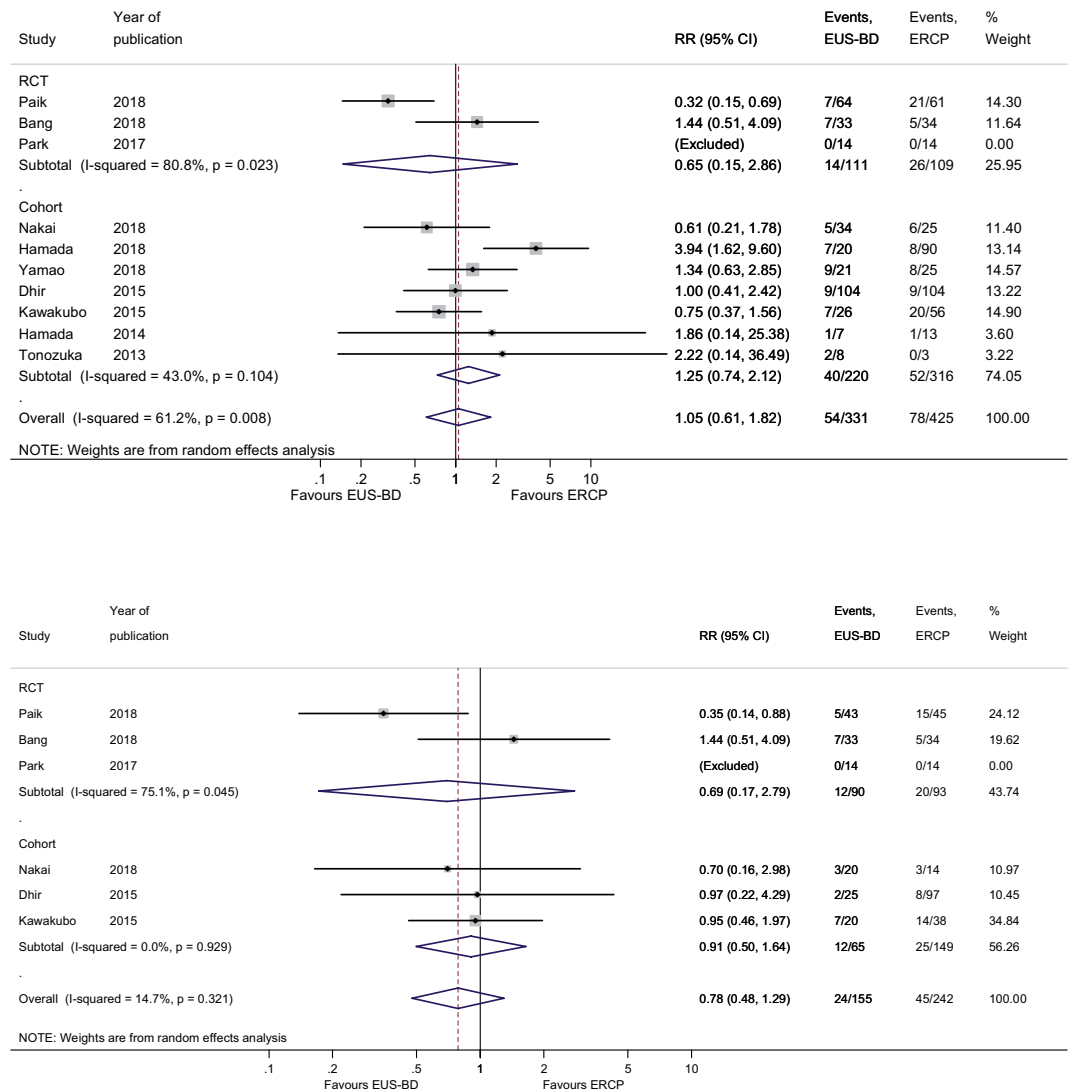 Year of Events, Events, %
Study publication RR (95% CI) EUS-BD ERCP Weight
RCT
Paik 2018 0.32 (0.15, 0.69) 7/64 21/61 14.30
Bang 2018 1.44 (0.51, 4.09) 7/33 5/34 11.64
Park 2017 (Excluded) 0/14 0/14 0.00
Subtotal (I-squared = 80.8%, p = 0.023) 0.65 (0.15, 2.86) 14/111 26/109 25.95
.
Cohort
Nakai 2018 0.61 (0.21, 1.78) 5/34 6/25 11.40
Hamada 2018 3.94 (1.62, 9.60) 7/20 8/90 13.14
Yamao 2018 1.34 (0.63, 2.85) 9/21 8/25 14.57
Dhir 2015 1.00 (0.41, 2.42) 9/104 9/104 13.22
Kawakubo 2015 0.75 (0.37, 1.56) 7/26 20/56 14.90
Hamada 2014 1.86 (0.14, 25.38) 1/7 1/13 3.60
Tonozuka 2013 2.22 (0.14, 36.49) 2/8 0/3 3.22
Subtotal (I-squared = 43.0%, p = 0.104) 1.25 (0.74, 2.12) 40/220 52/316 74.05
.
Overall (I-squared = 61.2%, p = 0.008) 1.05 (0.61, 1.82) 54/331 78/425 100.00
NOTE: Weights are from random effects analysis
.1 .2 .5 1 2 5 10
Favours EUS-BD Favours ERCP
Year of Events, Events, %
Study publication RR (95% CI) EUS-BD ERCP Weight
RCT
Paik 2018 0.35 (0.14, 0.88) 5/43 15/45 24.12
Bang 2018 1.44 (0.51, 4.09) 7/33 5/34 19.62
Park 2017 (Excluded) 0/14 0/14 0.00
Subtotal (I-squared = 75.1%, p = 0.045) 0.69 (0.17, 2.79) 12/90 20/93 43.74
.
Cohort
Nakai 2018 0.70 (0.16, 2.98) 3/20 3/14 10.97
Dhir 2015 0.97 (0.22, 4.29) 2/25 8/97 10.45
Kawakubo 2015 0.95 (0.46, 1.97) 7/20 14/38 34.84
Subtotal (I-squared = 0.0%, p = 0.929) 0.91 (0.50, 1.64) 12/65 25/149 56.26
.
Overall (I-squared = 14.7%, p = 0.321) 0.78 (0.48, 1.29) 24/155 45/242 100.00
NOTE: Weights are from random effects analysis
.1 .2 .5 1 2 5 10
Favours EUS-BD Favours ERCP